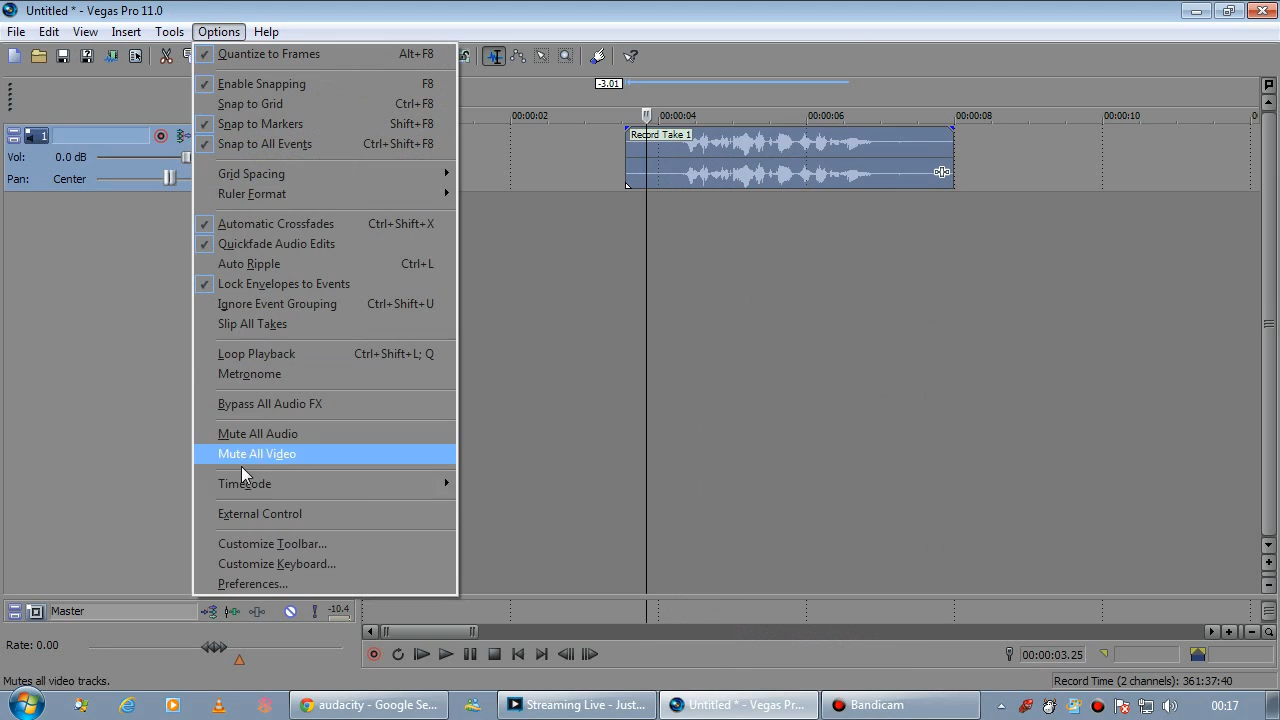 Untitled * - Vegas Pro 11.0
File Edit View Insert Tools Options Help
Quantize to Frames Alt+F8
Enable Snapping F8
Snap to Grid Ctrl+F8
Snap to Markers Shift+F8
Snap to All Events Ctrl+Shift+F8
Grid Spacing
Ruler Format
Automatic Crossfades Ctrl+Shift+X
Quickfade Audio Edits
Auto Ripple Ctrl+L
Lock Envelopes to Events
Ignore Event Grouping Ctrl+Shift+U
Slip All Takes
Loop Playback Ctrl+Shift+L; Q
Metronome
Bypass All Audio FX
Mute All Audio
Mute All Video
Timecode
External Control
Customize Toolbar...
Customize Keyboard...
Preferences...
-3.01
00:00:02 00:00:04 00:00:06 00:00:08 00:00:10
1
Record Take 1
Vol: 0.0 dB
Pan: Center
Master -10.4
Rate: 0.00
00:00:03.25
Mutes all video tracks. Record Time (2 channels): 361:37:40
audacity - Google Se... Streaming Live - Just... Untitled * - Vegas Pr... Bandicam 00:17